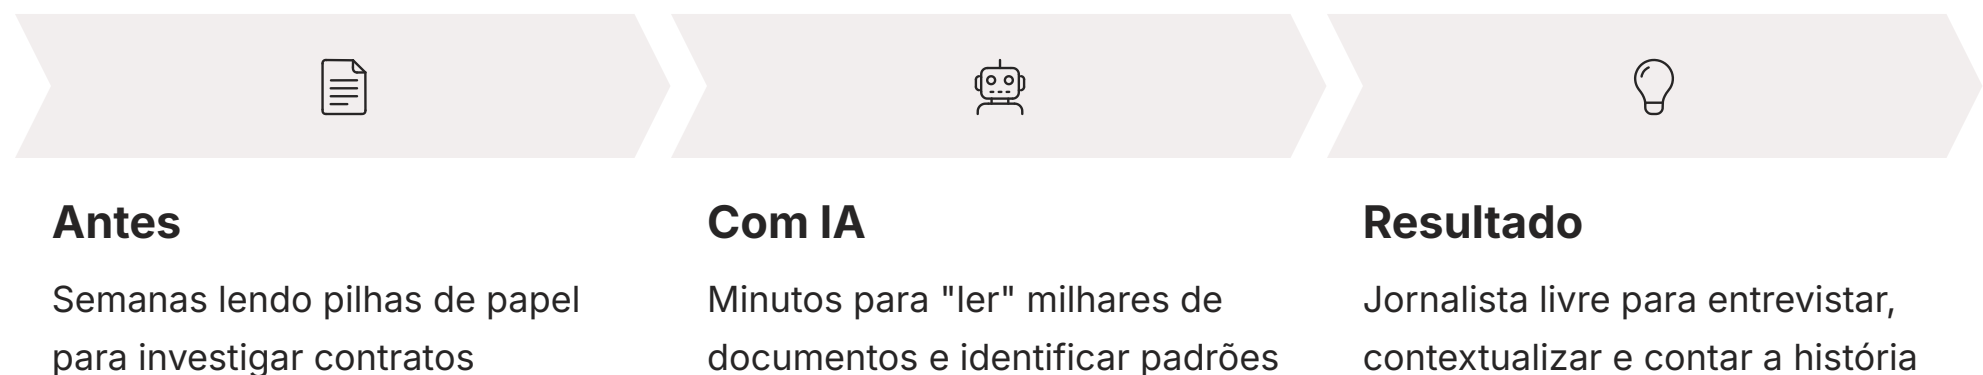 Antes
Semanas lendo pilhas de papel
para investigar contratos
Com IA
Minutos para "ler" milhares de
documentos e identificar padrões
Resultado
Jornalista livre para entrevistar,
contextualizar e contar a história